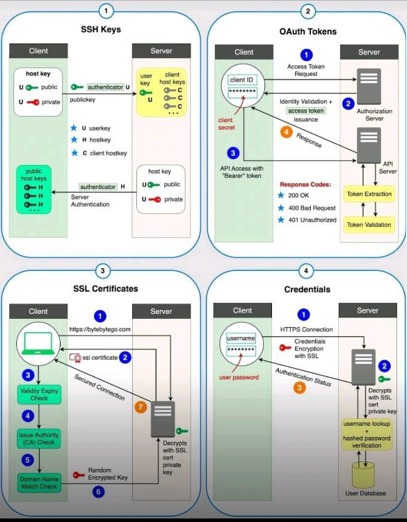 1
SSH Keys
Client
Server
host key
U public
U private
authenticator U
publickey
user key
U
client host keys
C
C
C
...
U userkey
H hostkey
C client hostkey
public host keys
H
H
H
...
authenticator H
Server
Authentication
host key
U public
U private
2
OAuth Tokens
Client
Server
1
Access Token
Request
client ID
********
client
secret
Identity Validation +
access token
issuance
2
Authorization
Server
4
Response
3
API Access with
"Bearer" token
API
Server
Response Codes:
200 OK
400 Bad Request
401 Unauthorized
Token Extraction
Token Validation
3
SSL Certificates
Client
Server
1
https://bytebytego.com
ssl certificate 2
Secured Connection
3
Validity Expiry
Check
4
Issue Authority
(CA) Check
5
Domain Name
Match Check
7
Decrypts
with SSL
cert
private
key
Random
Encrypted Key
6
4
Credentials
Client
Server
1
HTTPS Connection
username
********
user password
Credentials
Encryption
with SSL
Authentication Status
3
2
Decrypts
with SSL
cert
private key
username lookup
+
hashed password
verification
User Database